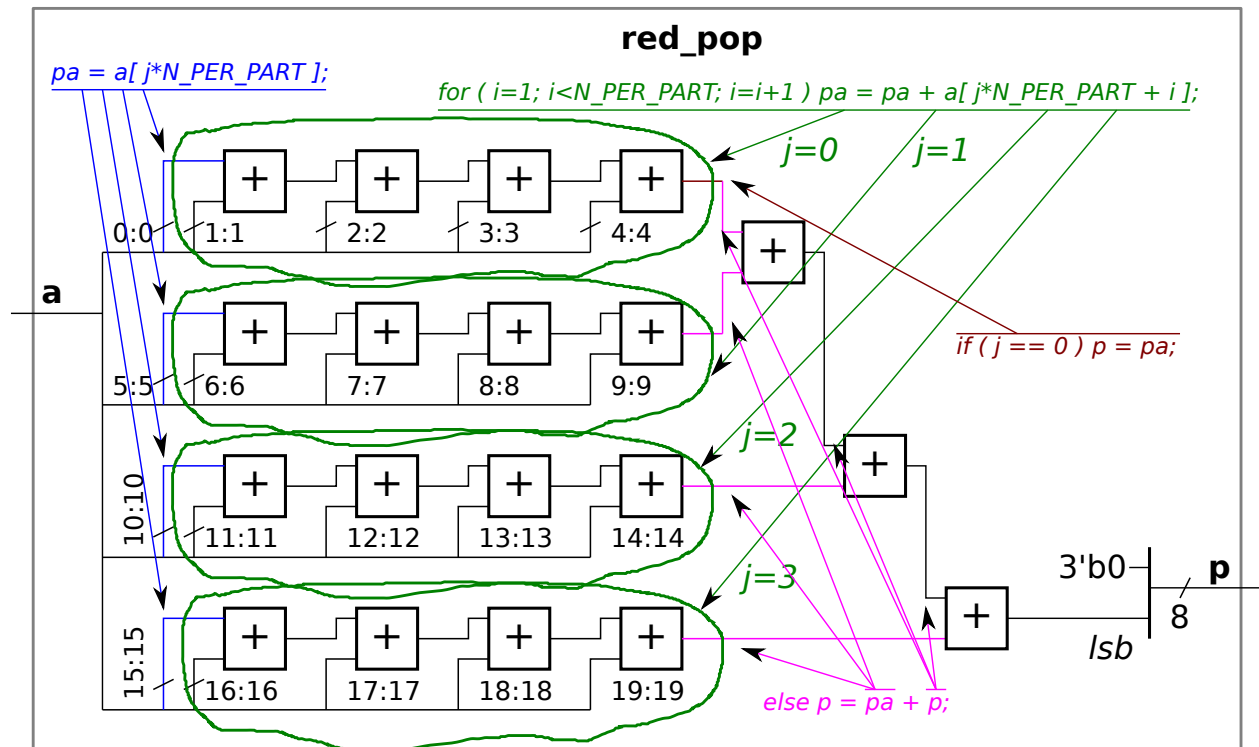 red_pop
pa = a[ j*N_PER_PART ];
for ( i=1; i<N_PER_PART; i=i+1 ) pa = pa + a[ j*N_PER_PART + i ];
j=0
j=1
+ + + +
0:0 1:1 2:2 3:3 4:4
+
a
+ + + +
if ( j == 0 ) p = pa;
5:5 6:6 7:7 8:8 9:9
j=2
+
+ + + +
10:10 11:11 12:12 13:13 14:14
3'b0
p
j=3
8
+ + + +
+
lsb
15:15 16:16 17:17 18:18 19:19
else p = pa + p;